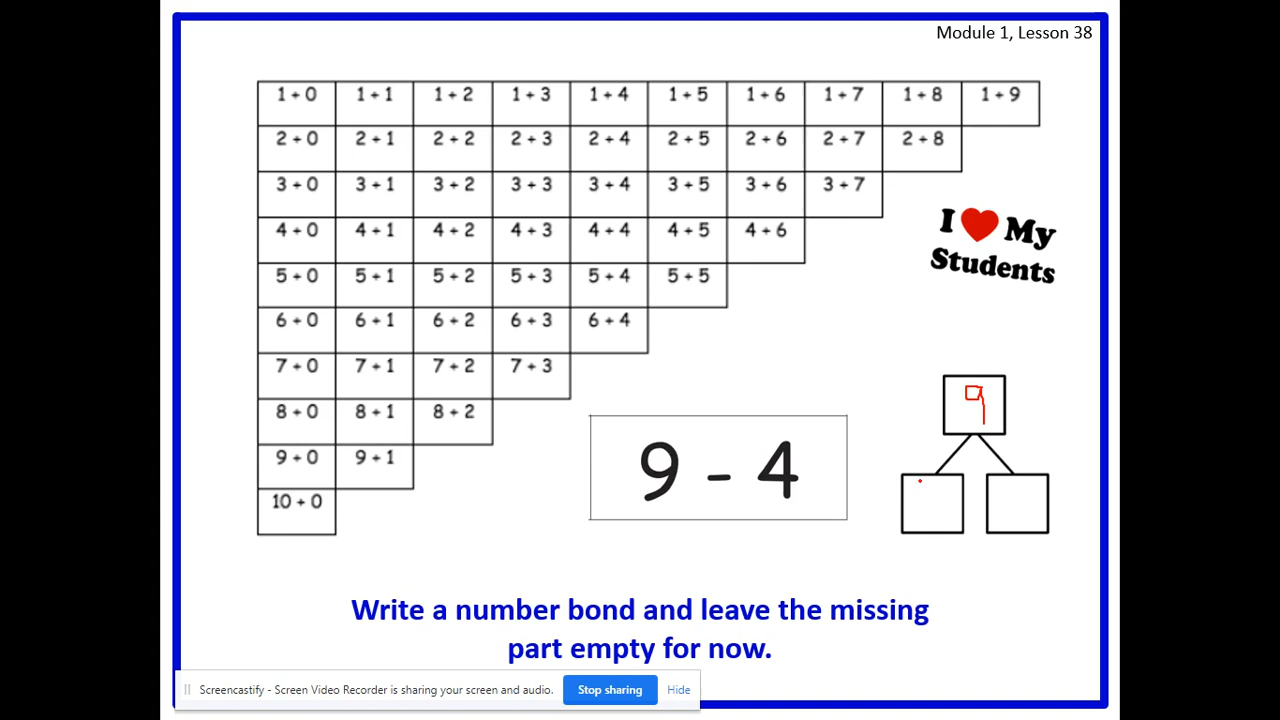 Module 1, Lesson 38
1 + 0 1 + 1 1 + 2 1 + 3 1 + 4 1 + 5 1 + 6 1 + 7 1 + 8 1 + 9
2 + 0 2 + 1 2 + 2 2 + 3 2 + 4 2 + 5 2 + 6 2 + 7 2 + 8
3 + 0 3 + 1 3 + 2 3 + 3 3 + 4 3 + 5 3 + 6 3 + 7
4 + 0 4 + 1 4 + 2 4 + 3 4 + 4 4 + 5 4 + 6
5 + 0 5 + 1 5 + 2 5 + 3 5 + 4 5 + 5
6 + 0 6 + 1 6 + 2 6 + 3 6 + 4
7 + 0 7 + 1 7 + 2 7 + 3
8 + 0 8 + 1 8 + 2
9 + 0 9 + 1
10 + 0
I ❤ My
Students
9
9 - 4
Write a number bond and leave the missing
part empty for now.
Screencastify - Screen Video Recorder is sharing your screen and audio. Stop sharing Hide